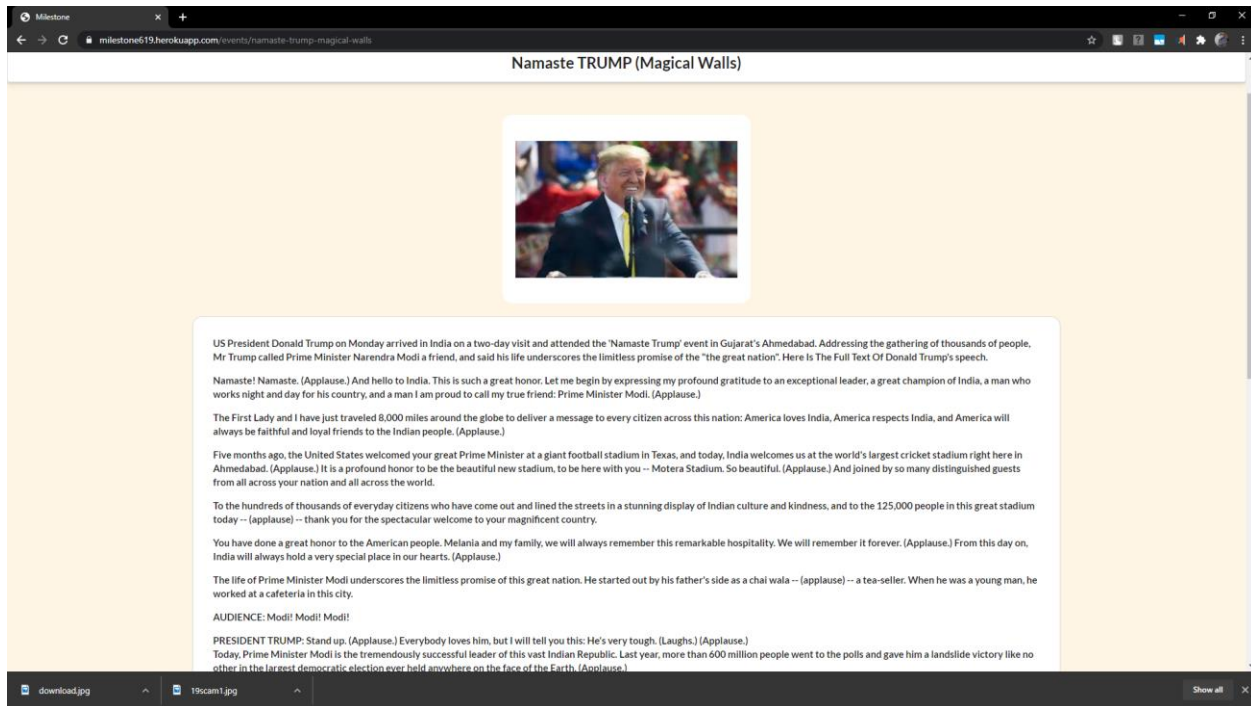 Milestone
milestone619.herokuapp.com/events/namaste-trump-magical-walls
Namaste TRUMP (Magical Walls)
US President Donald Trump on Monday arrived in India on a two-day visit and attended the 'Namaste Trump' event in Gujarat's Ahmedabad. Addressing the gathering of thousands of people,
Mr Trump called Prime Minister Narendra Modi a friend, and said his life underscores the limitless promise of the "the great nation". Here Is The Full Text Of Donald Trump's speech.
Namaste! Namaste. (Applause.) And hello to India. This is such a great honor. Let me begin by expressing my profound gratitude to an exceptional leader, a great champion of India, a man who
works night and day for his country, and a man I am proud to call my true friend: Prime Minister Modi. (Applause.)
The First Lady and I have just traveled 8,000 miles around the globe to deliver a message to every citizen across this nation: America loves India, America respects India, and America will
always be faithful and loyal friends to the Indian people. (Applause.)
Five months ago, the United States welcomed your great Prime Minister at a giant football stadium in Texas, and today, India welcomes us at the world's largest cricket stadium right here in
Ahmedabad. (Applause.) It is a profound honor to be the beautiful new stadium, to be here with you -- Motera Stadium. So beautiful. (Applause.) And joined by so many distinguished guests
from all across your nation and all across the world.
To the hundreds of thousands of everyday citizens who have come out and lined the streets in a stunning display of Indian culture and kindness, and to the 125,000 people in this great stadium
today -- (applause) -- thank you for the spectacular welcome to your magnificent country.
You have done a great honor to the American people. Melania and my family, we will always remember this remarkable hospitality. We will remember it forever. (Applause.) From this day on,
India will always hold a very special place in our hearts. (Applause.)
The life of Prime Minister Modi underscores the limitless promise of this great nation. He started out by his father's side as a chai wala -- (applause) -- a tea-seller. When he was a young man, he
worked at a cafeteria in this city.
AUDIENCE: Modi! Modi! Modi!
PRESIDENT TRUMP: Stand up. (Applause.) Everybody loves him, but I will tell you this: He's very tough. (Laughs.) (Applause.)
Today, Prime Minister Modi is the tremendously successful leader of this vast Indian Republic. Last year, more than 600 million people went to the polls and gave him a landslide victory like no
other in the largest democratic election ever held anywhere on the face of the Earth. (Applause.)
download.jpg
19scam1.jpg
Show all